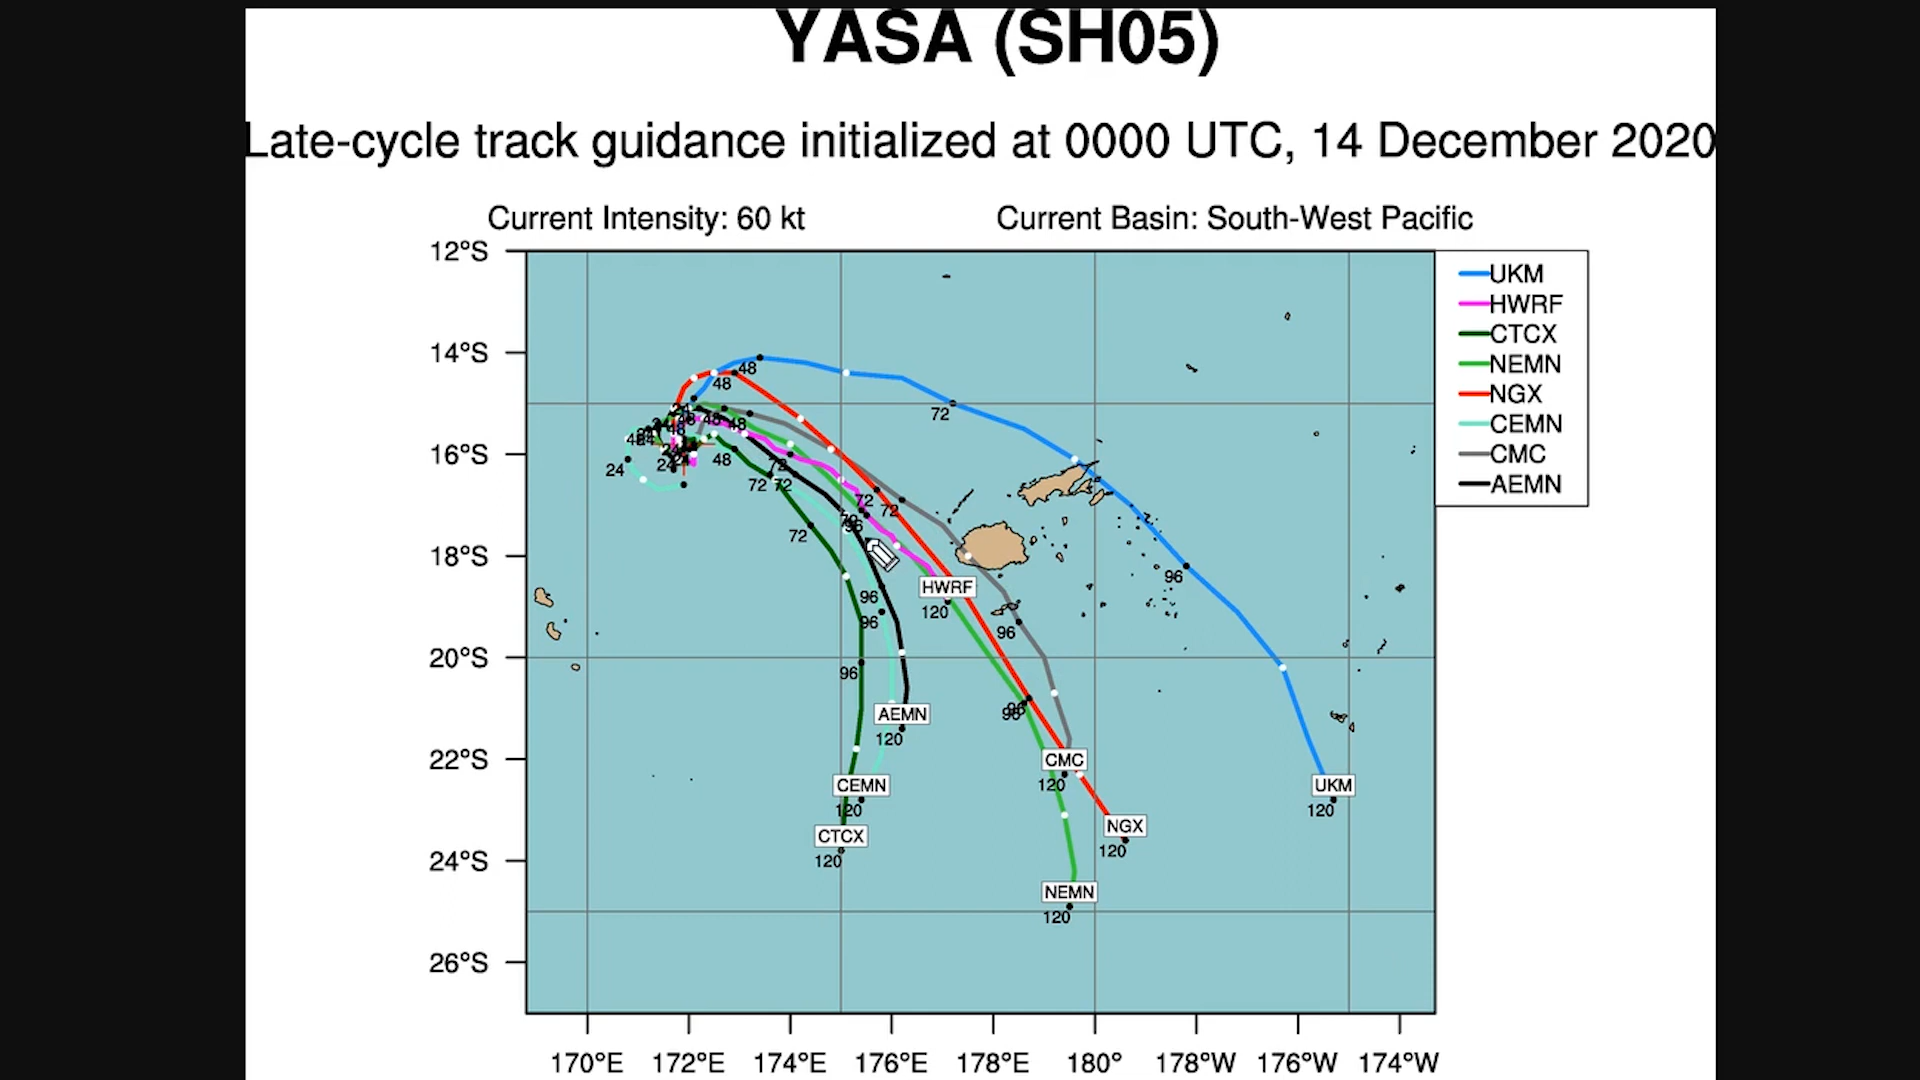 YASA (SH05)
Late-cycle track guidance initialized at 0000 UTC, 14 December 2020
Current Intensity: 60 kt
Current Basin: South-West Pacific
12°S
14°S
16°S
18°S
20°S
22°S
24°S
26°S
UKM
HWRF
CTCX
NEMN
NGX
CEMN
CMC
AEMN
48
48
72
24
48
48
24
24
24
48
72
72
72
72
72
72
96
96
HWRF
120
96
96
96
96
AEMN
120
CMC
120
CEMN
120
UKM
120
NGX
120
CTCX
120
NEMN
120
170°E
172°E
174°E
176°E
178°E
180°
178°W
176°W
174°W